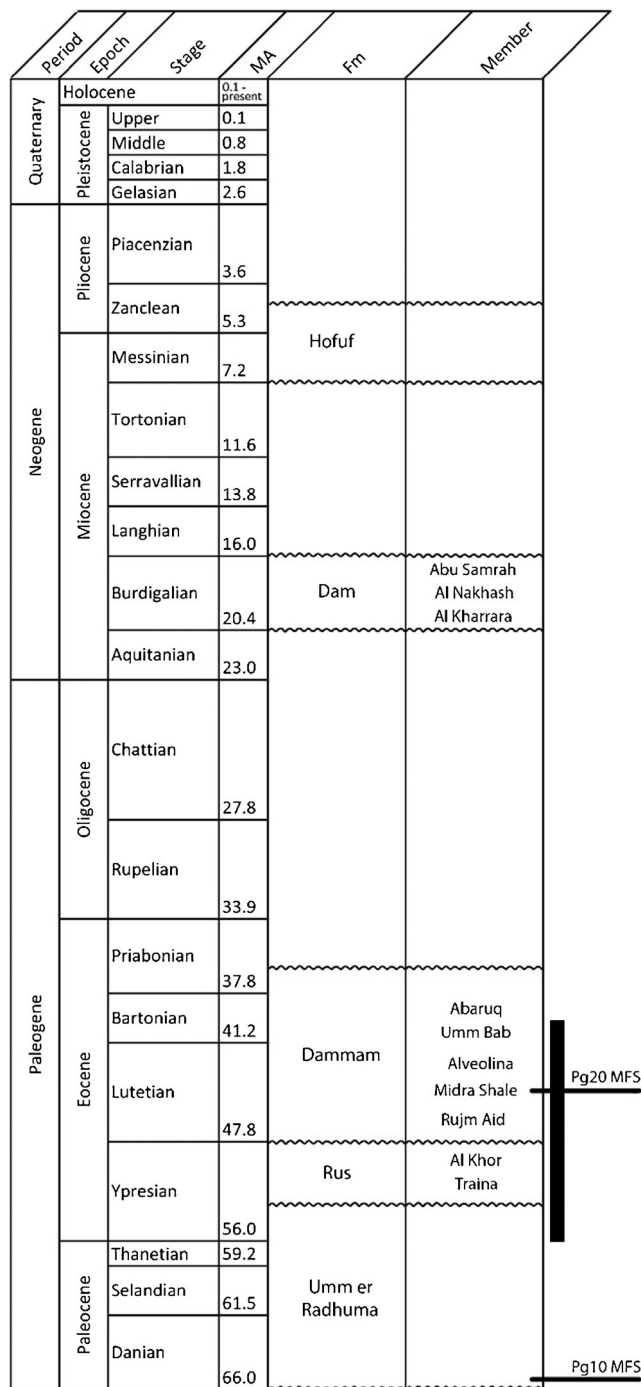 Period Epoch Stage MA Fm Member
Quaternary
Holocene
0.1 -
present
Pleistocene
Upper 0.1
Middle 0.8
Calabrian 1.8
Gelasian 2.6
Neogene
Pliocene
Piacenzian
3.6
Zanclean
5.3
Hofuf
Miocene
Messinian
7.2
Tortonian
11.6
Serravallian
13.8
Langhian
16.0
Abu Samrah
Burdigalian Dam Al Nakhash
20.4 Al Kharrara
Aquitanian
23.0
Paleogene
Oligocene
Chattian
27.8
Rupelian
33.9
Eocene
Priabonian
37.8
Abaruq
Bartonian Umm Bab
41.2
Dammam
Alveolina
Pg20 MFS
Lutetian Midra Shale
Rujm Aid
47.8
Al Khor
Rus
Traina
Ypresian
56.0
Paleocene
Thanetian 59.2
Selandian Umm er
61.5 Radhuma
Danian
Pg10 MFS
66.0